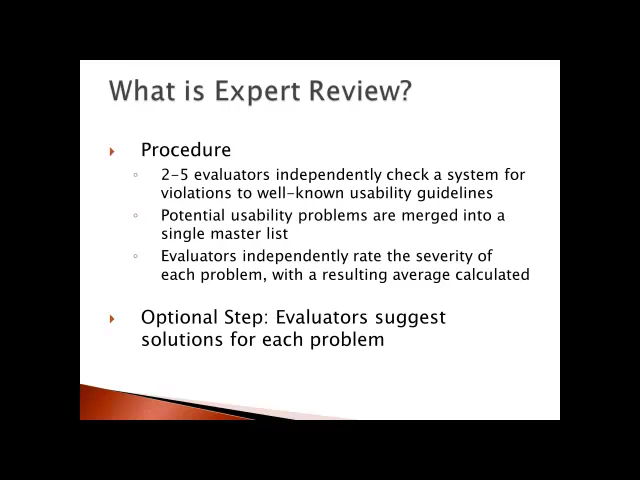 What is Expert Review?
Procedure
2-5 evaluators independently check a system for
violations to well-known usability guidelines
Potential usability problems are merged into a
single master list
Evaluators independently rate the severity of
each problem, with a resulting average calculated
Optional Step: Evaluators suggest
solutions for each problem